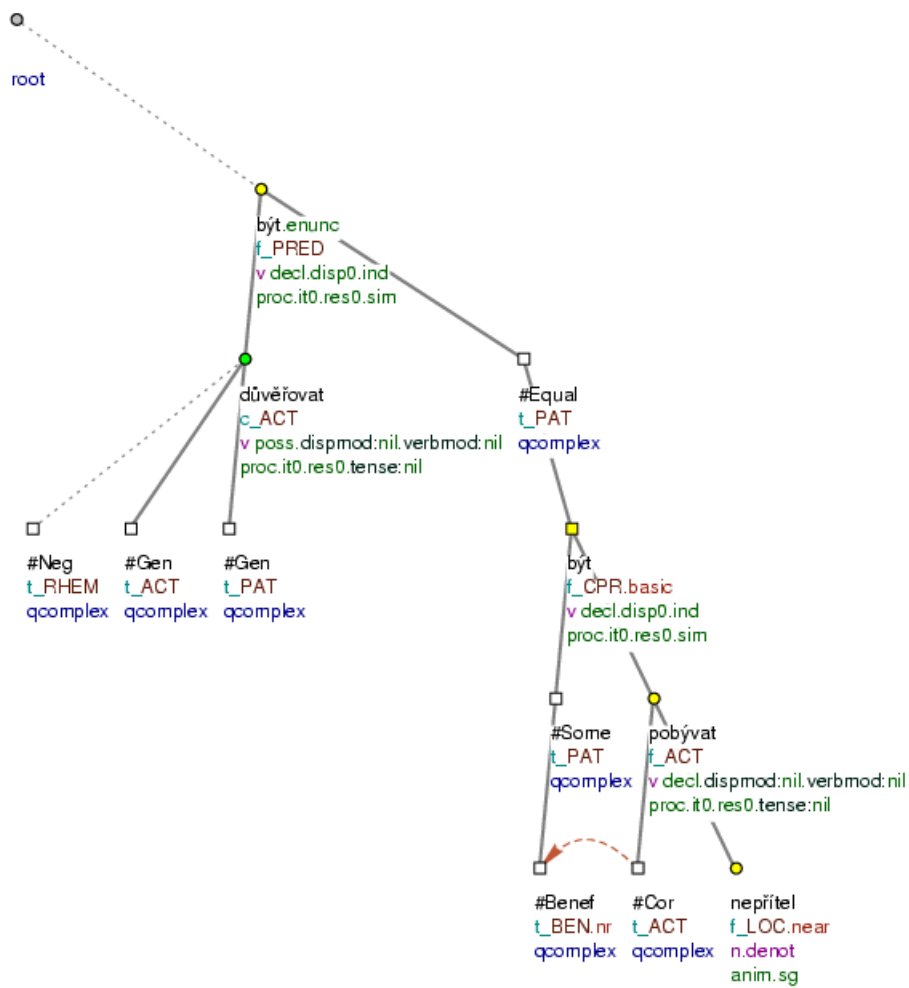 root
být.enunc
f_PRED
v decl.disp0.ind
proc.it0.res0.sim
důvěřovat
c_ACT
v poss.dispmod:nil.verbmod:nil
proc.it0.res0.tense:nil
#Equal
t_PAT
qcomplex
#Neg
t_RHEM
qcomplex
#Gen
t_ACT
qcomplex
#Gen
t_PAT
qcomplex
být
f_CPR.basic
v decl.disp0.ind
proc.it0.res0.sim
#Some
t_PAT
qcomplex
pobývat
f_ACT
v decl.dispmod:nil.verbmod:nil
proc.it0.res0.tense:nil
#Benef
t_BEN.nr
qcomplex
#Cor
t_ACT
qcomplex
nepřítel
f_LOC.near
n.denot
anim.sg